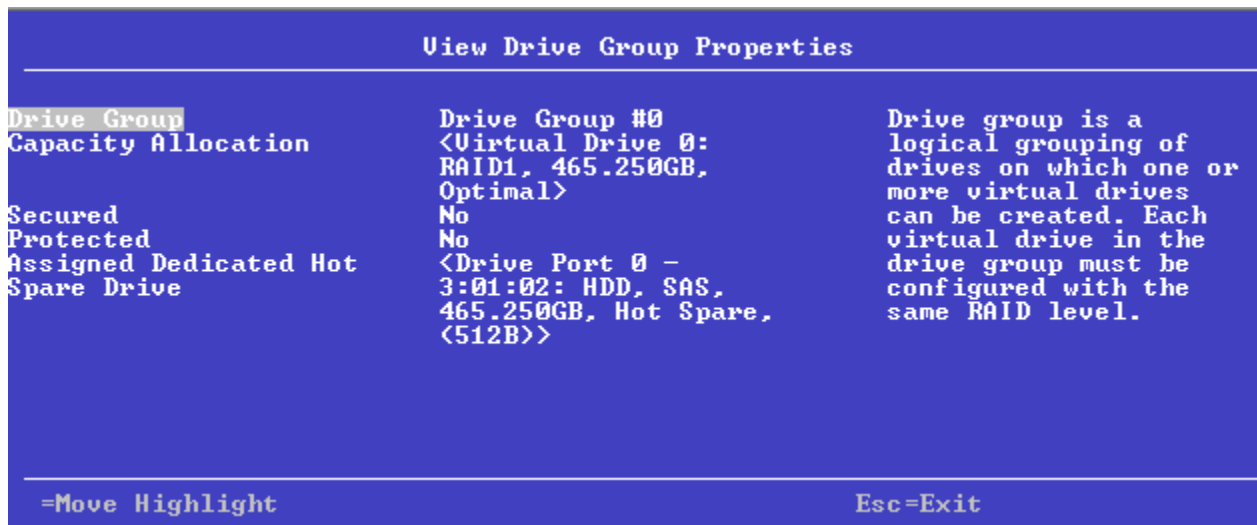 View Drive Group Properties
Drive Group Drive Group #0
Capacity Allocation <Virtual Drive 0:
RAID1, 465.250GB,
Optimal>
Secured No
Protected No
Assigned Dedicated Hot <Drive Port 0 -
Spare Drive 3:01:02: HDD, SAS,
465.250GB, Hot Spare,
(512B)>
Drive group is a
logical grouping of
drives on which one or
more virtual drives
can be created. Each
virtual drive in the
drive group must be
configured with the
same RAID level.
=Move Highlight Esc=Exit